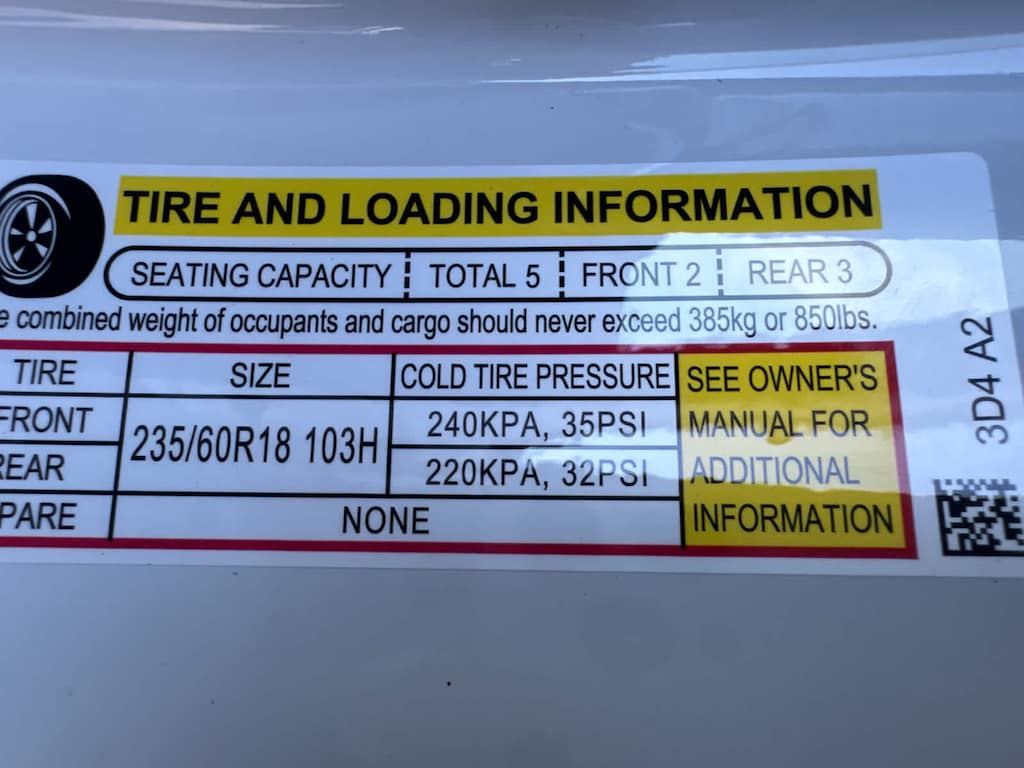 TIRE AND LOADING INFORMATION
SEATING CAPACITY TOTAL 5 FRONT 2 REAR 3
combined weight of occupants and cargo should never exceed 385kg or 850lbs.
TIRE SIZE COLD TIRE PRESSURE SEE OWNER'S
FRONT 235/60R18 103H 240KPA, 35PSI MANUAL FOR
REAR 220KPA, 32PSI ADDITIONAL
PARE NONE INFORMATION
3D4 A2